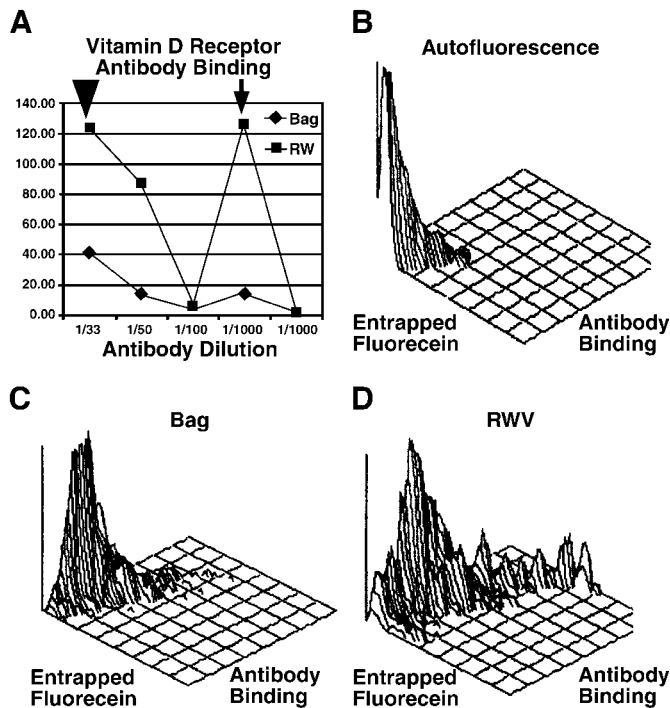 A
Vitamin D Receptor
Antibody Binding
140.00
120.00
100.00
80.00
60.00
40.00
20.00
0.00
Bag
RW
1/33 1/50 1/100 1/1000 1/1000
Antibody Dilution
B
Autofluorescence
Entrapped
Fluorecein
Antibody
Binding
C
Bag
Entrapped
Fluorecein
Antibody
Binding
D
RWV
Entrapped
Fluorecein
Antibody
Binding